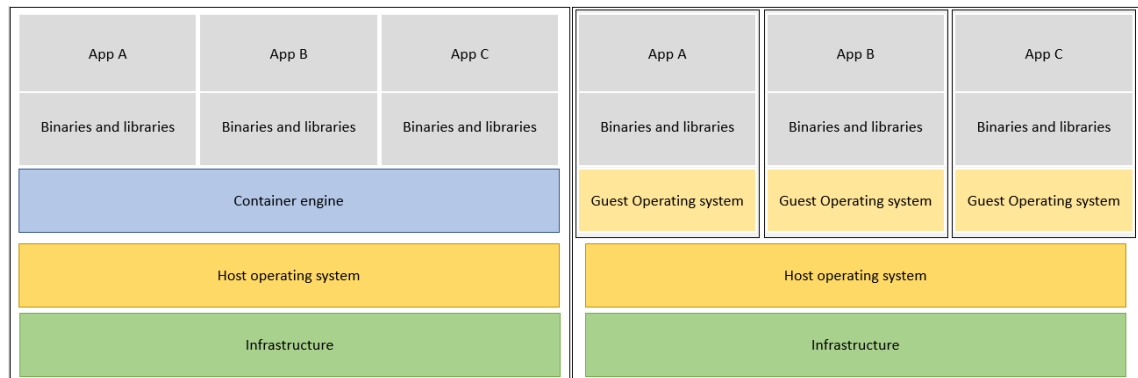 App A
App B
App C
Binaries and libraries
Binaries and libraries
Binaries and libraries
Container engine
Host operating system
Infrastructure
App A
App B
App C
Binaries and libraries
Binaries and libraries
Binaries and libraries
Guest Operating system
Guest Operating system
Guest Operating system
Host operating system
Infrastructure